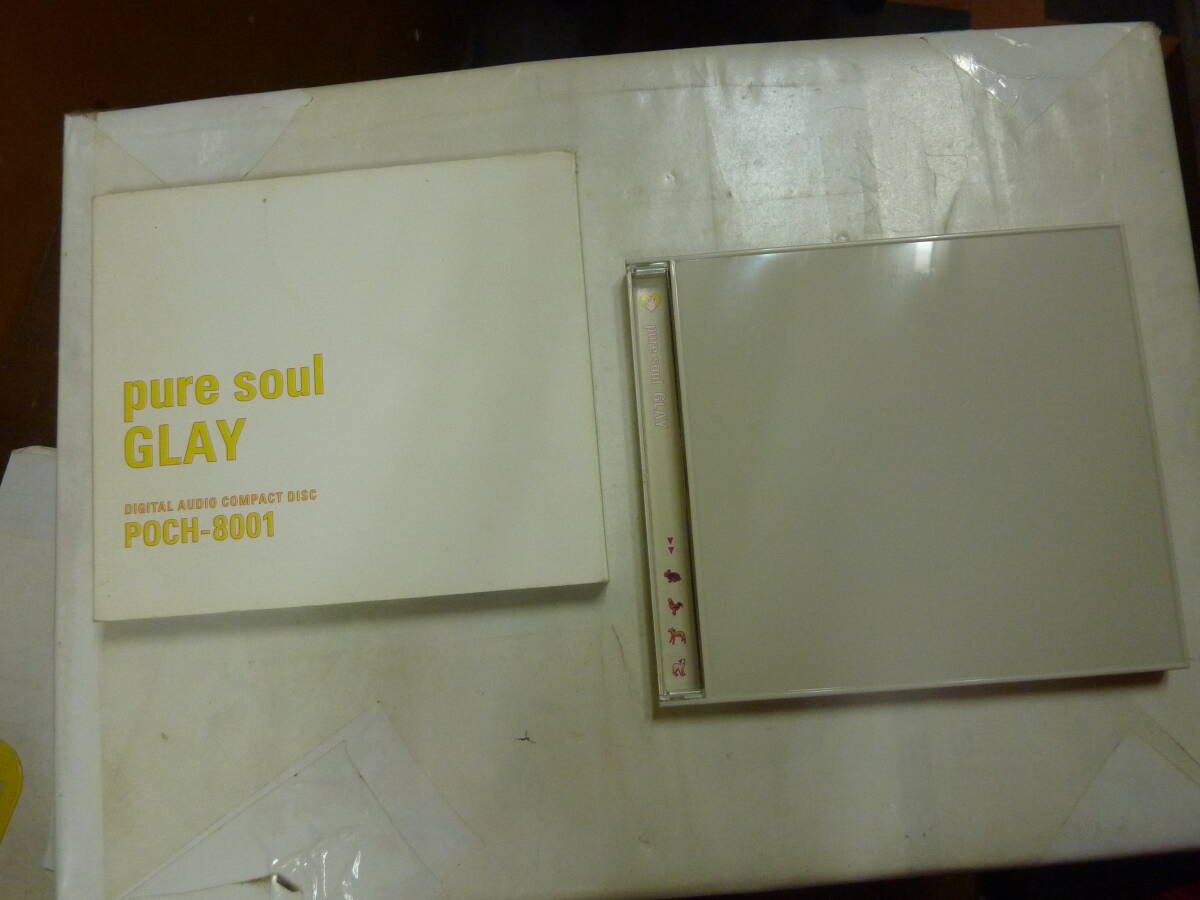 pure soul
GLAY
DIGITAL AUDIO COMPACT DISC
POCH-8001
pure soul GLAY